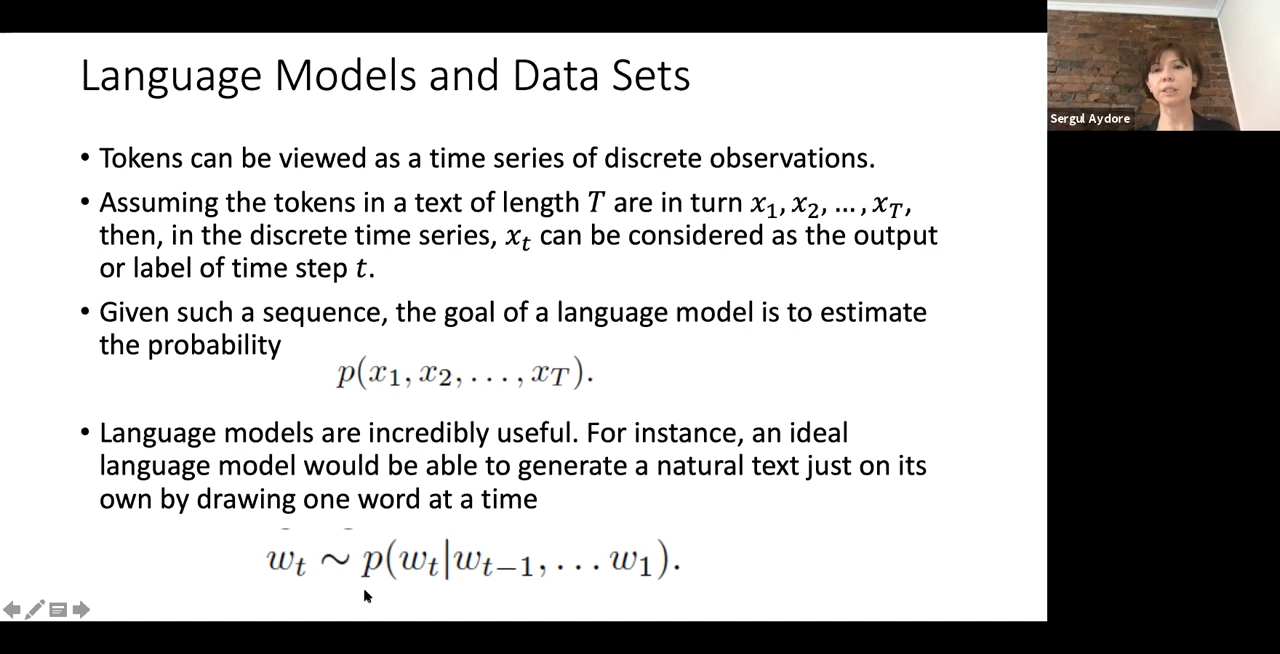 Language Models and Data Sets
• Tokens can be viewed as a time series of discrete observations.
• Assuming the tokens in a text of length T are in turn x₁, x₂, …, x_T,
then, in the discrete time series, x_t can be considered as the output
or label of time step t.
• Given such a sequence, the goal of a language model is to estimate
the probability
p(x₁, x₂, . . . , x_T).
• Language models are incredibly useful. For instance, an ideal
language model would be able to generate a natural text just on its
own by drawing one word at a time
w_t ∼ p(w_t|w_{t−1}, . . . w₁).
Sergul Aydore